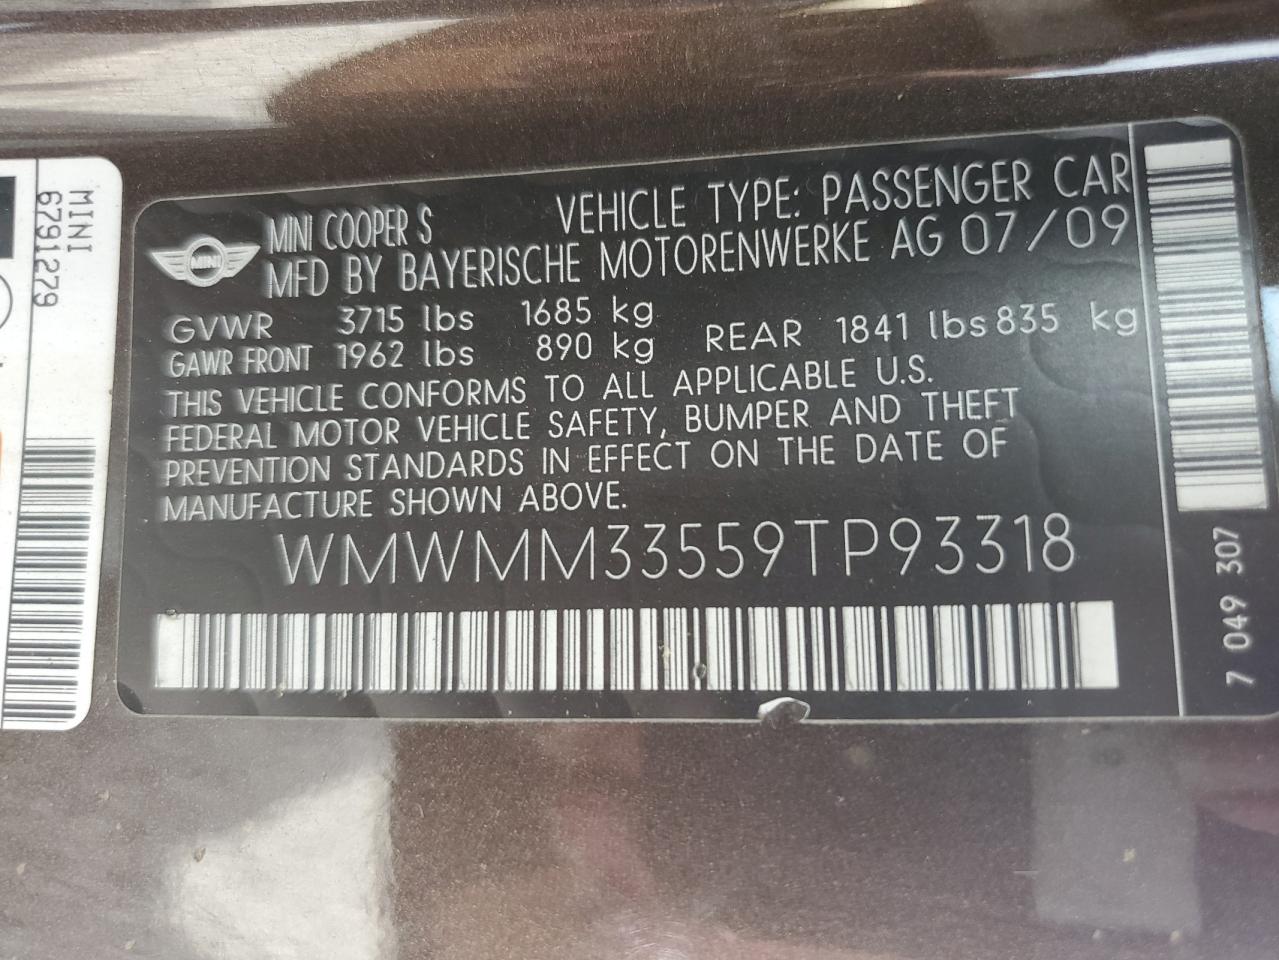 MINI
6791279
MINI
MINI COOPER S VEHICLE TYPE: PASSENGER CAR
MFD BY BAYERISCHE MOTORENWERKE AG 07/09
GVWR 3715 lbs 1685 kg
GAWR FRONT 1962 lbs 890 kg REAR 1841 lbs 835 kg
THIS VEHICLE CONFORMS TO ALL APPLICABLE U.S.
FEDERAL MOTOR VEHICLE SAFETY, BUMPER AND THEFT
PREVENTION STANDARDS IN EFFECT ON THE DATE OF
MANUFACTURE SHOWN ABOVE.
WMWMM33559TP93318
7 049 307